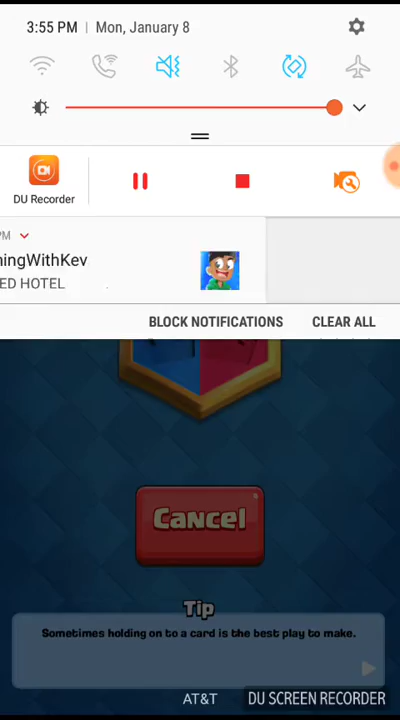 3:55 PM | Mon, January 8
DU Recorder
PM
ningWithKev
ED HOTEL
BLOCK NOTIFICATIONS CLEAR ALL
Cancel
Tip
Sometimes holding on to a card is the best play to make.
AT&T DU SCREEN RECORDER